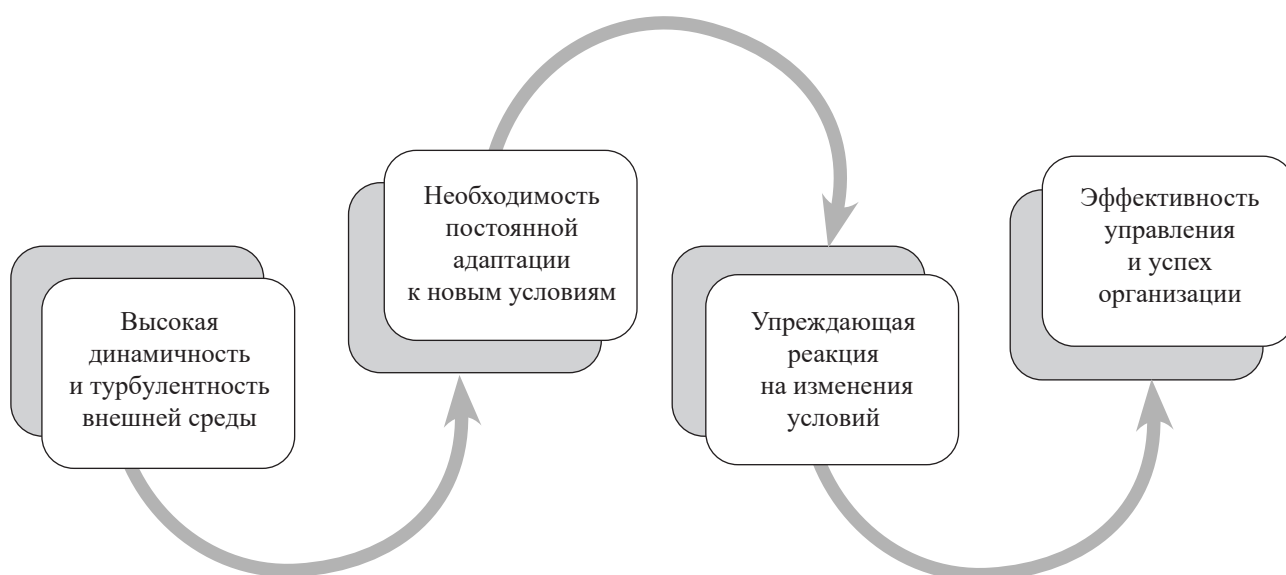 Высокая
динамичность
и турбулентность
внешней среды
Необходимость
постоянной
адаптации
к новым условиям
Упреждающая
реакция
на изменения
условий
Эффективность
управления
и успех
организации